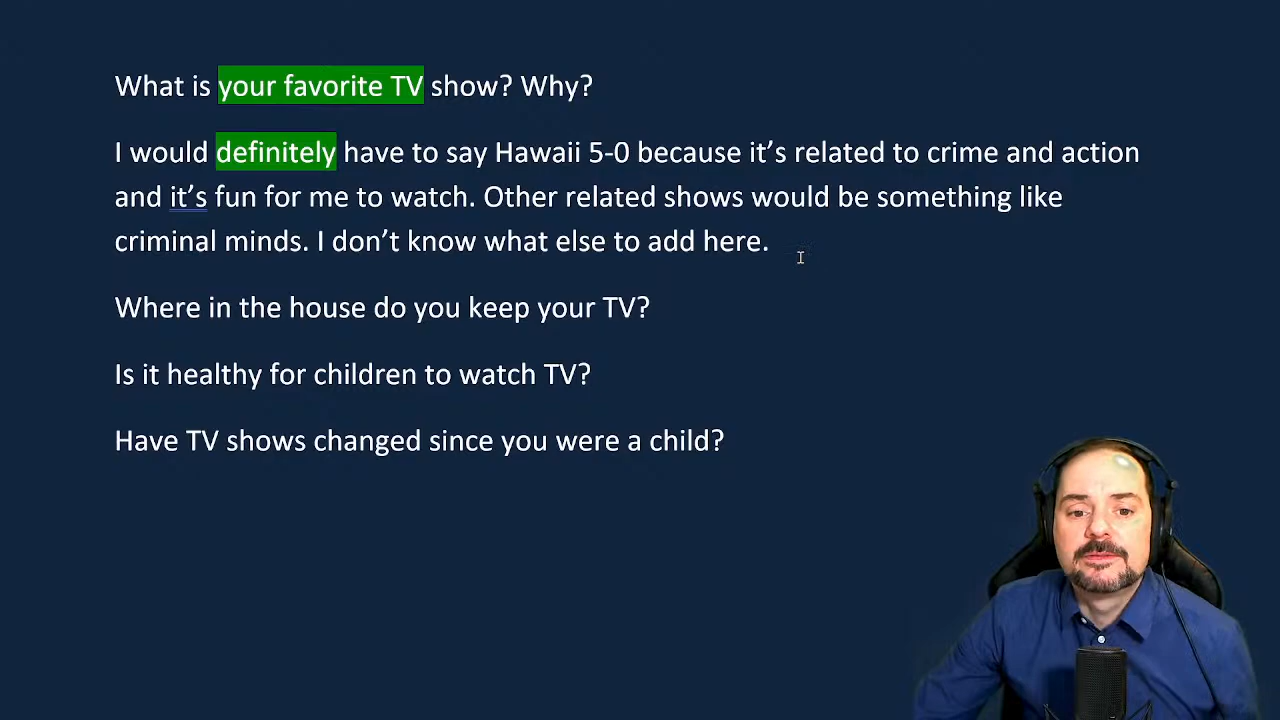 What is your favorite TV show? Why?
I would definitely have to say Hawaii 5-0 because it’s related to crime and action
and it’s fun for me to watch. Other related shows would be something like
criminal minds. I don’t know what else to add here.
Where in the house do you keep your TV?
Is it healthy for children to watch TV?
Have TV shows changed since you were a child?